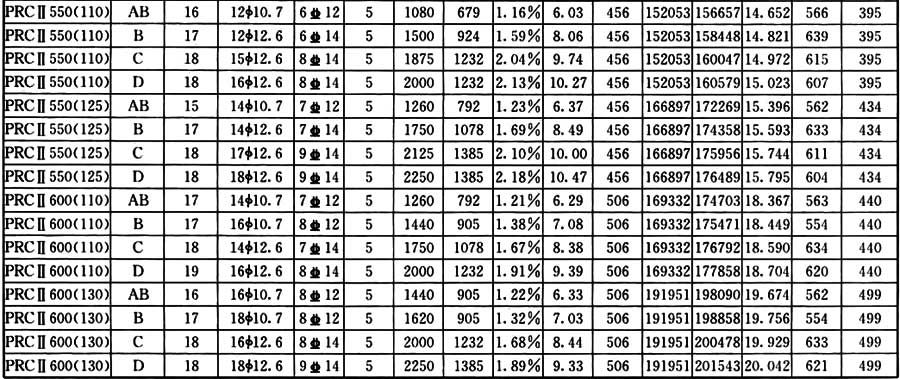 PRCⅡ550(110) AB 16 12ϕ10.7 6⏀12 5 1080 679 1.16% 6.03 456 152053 156657 14.652 566 395
PRCⅡ550(110) B 17 12ϕ12.6 6⏀14 5 1500 924 1.59% 8.06 456 152053 158448 14.821 639 395
PRCⅡ550(110) C 18 15ϕ12.6 8⏀14 5 1875 1232 2.04% 9.74 456 152053 160047 14.972 615 395
PRCⅡ550(110) D 18 16ϕ12.6 8⏀14 5 2000 1232 2.13% 10.27 456 152053 160579 15.023 607 395
PRCⅡ550(125) AB 15 14ϕ10.7 7⏀12 5 1260 792 1.23% 6.37 456 166897 172269 15.396 562 434
PRCⅡ550(125) B 17 14ϕ12.6 7⏀14 5 1750 1078 1.69% 8.49 456 166897 174358 15.593 633 434
PRCⅡ550(125) C 18 17ϕ12.6 9⏀14 5 2125 1385 2.10% 10.00 456 166897 175956 15.744 611 434
PRCⅡ550(125) D 18 18ϕ12.6 9⏀14 5 2250 1385 2.18% 10.47 456 166897 176489 15.795 604 434
PRCⅡ600(110) AB 17 14ϕ10.7 7⏀12 5 1260 792 1.21% 6.29 506 169332 174703 18.367 563 440
PRCⅡ600(110) B 17 16ϕ10.7 8⏀12 5 1440 905 1.38% 7.08 506 169332 175471 18.449 554 440
PRCⅡ600(110) C 18 14ϕ12.6 7⏀14 5 1750 1078 1.67% 8.38 506 169332 176792 18.590 634 440
PRCⅡ600(110) D 19 16ϕ12.6 8⏀14 5 2000 1232 1.91% 9.39 506 169332 177858 18.704 620 440
PRCⅡ600(130) AB 16 16ϕ10.7 8⏀12 5 1440 905 1.22% 6.33 506 191951 198090 19.674 562 499
PRCⅡ600(130) B 17 18ϕ10.7 9⏀12 5 1620 905 1.32% 7.03 506 191951 198858 19.756 554 499
PRCⅡ600(130) C 18 16ϕ12.6 8⏀14 5 2000 1232 1.68% 8.44 506 191951 200478 19.929 633 499
PRCⅡ600(130) D 18 18ϕ12.6 9⏀14 5 2250 1385 1.89% 9.33 506 191951 201543 20.042 621 499